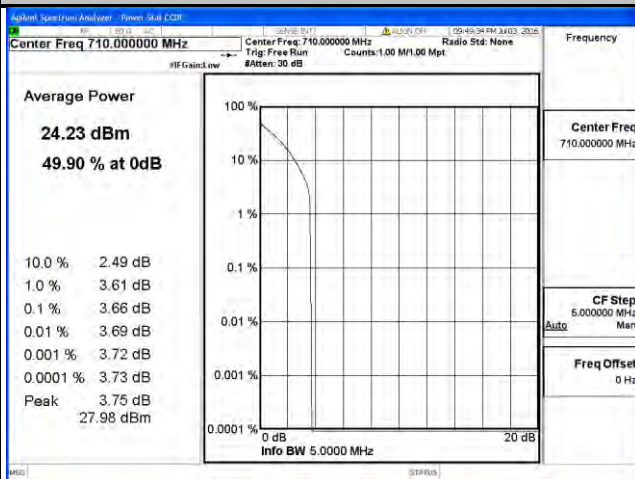 Agilent Spectrum Analyzer - Power Stat CCDF
RF 50 Ω AC SENSE:INT ALIGN OFF 09:49:34 PM Jul 03, 2016
Center Freq 710.000000 MHz
Center Freq: 710.000000 MHz Radio Std: None
Trig: Free Run Counts:1.00 M/1.00 Mpt
#IFGain:Low #Atten: 30 dB
Frequency
Average Power
24.23 dBm
49.90 % at 0dB
10.0 % 2.49 dB
1.0 % 3.61 dB
0.1 % 3.66 dB
0.01 % 3.69 dB
0.001 % 3.72 dB
0.0001 % 3.73 dB
Peak 3.75 dB
27.98 dBm
100 %
10 %
1 %
0.1 %
0.01 %
0.001 %
0.0001 %
0 dB 20 dB
Info BW 5.0000 MHz
Center Freq
710.000000 MHz
CF Step
5.000000 MHz
Auto Man
Freq Offset
0 Hz
MSG STATUS